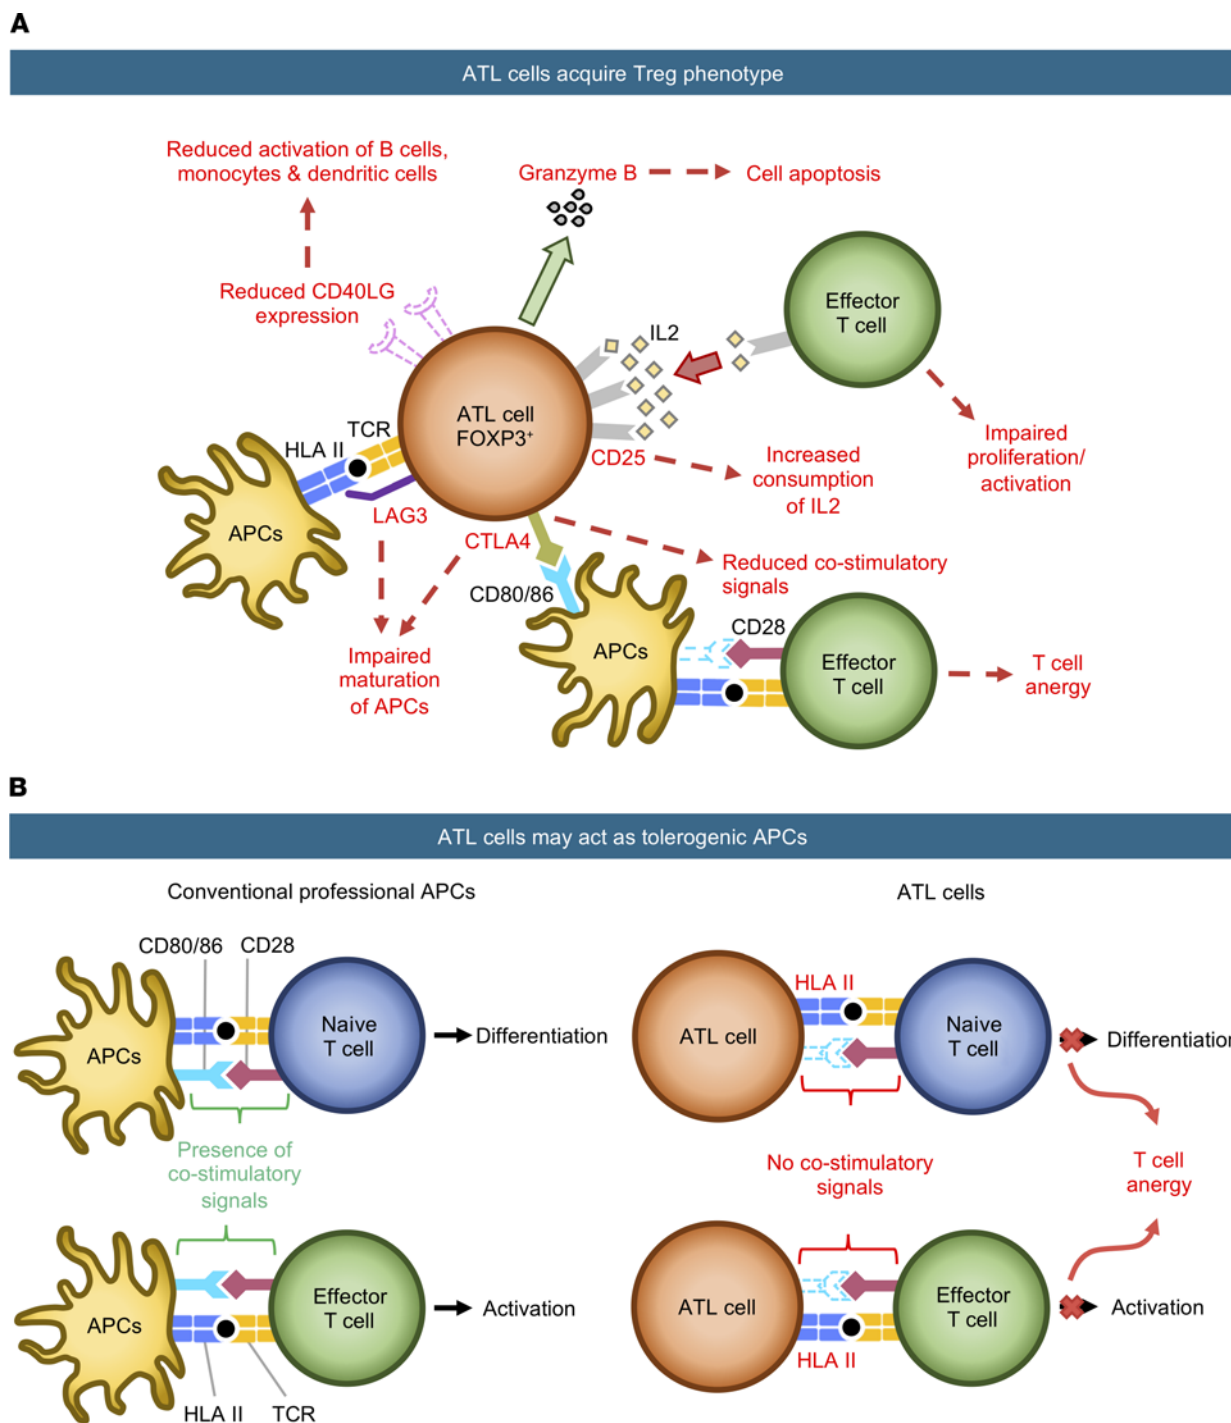 A
ATL cells acquire Treg phenotype
Reduced activation of B cells,
monocytes & dendritic cells
Granzyme B
Cell apoptosis
Reduced CD40LG
expression
IL2
Effector
T cell
TCR
HLA II
ATL cell
FOXP3⁺
CD25
Increased
consumption
of IL2
Impaired
proliferation/
activation
APCs
LAG3
CTLA4
CD80/86
Reduced co-stimulatory
signals
CD28
APCs
Effector
T cell
T cell
anergy
Impaired
maturation
of APCs
B
ATL cells may act as tolerogenic APCs
Conventional professional APCs
CD80/86
CD28
APCs
Naive
T cell
Differentiation
Presence of
co-stimulatory
signals
APCs
Effector
T cell
Activation
HLA II
TCR
ATL cells
HLA II
ATL cell
Naive
T cell
Differentiation
No co-stimulatory
signals
T cell
anergy
ATL cell
Effector
T cell
Activation
HLA II